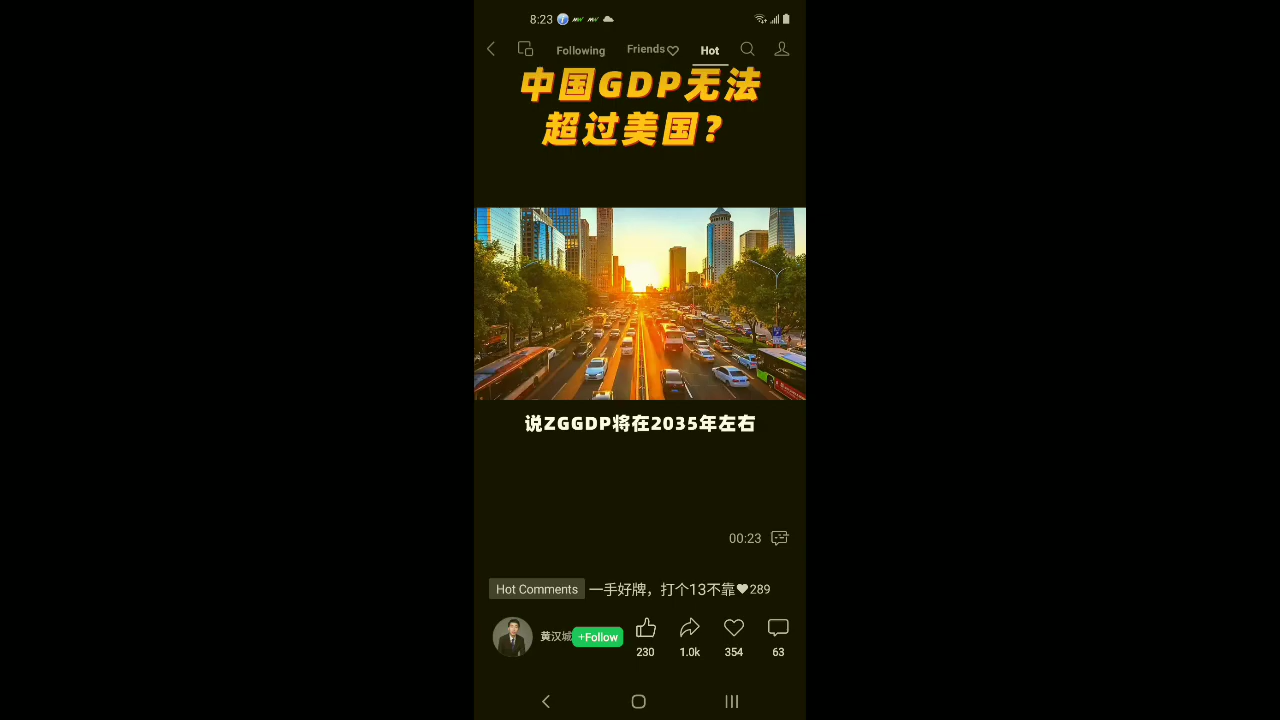 8:23
Following
Friends
Hot
中国GDP无法
超过美国？
说ZGGDP将在2035年左右
00:23
Hot Comments 一手好牌，打个13不靠 289
黄汉城 +Follow
230 1.0k 354 63